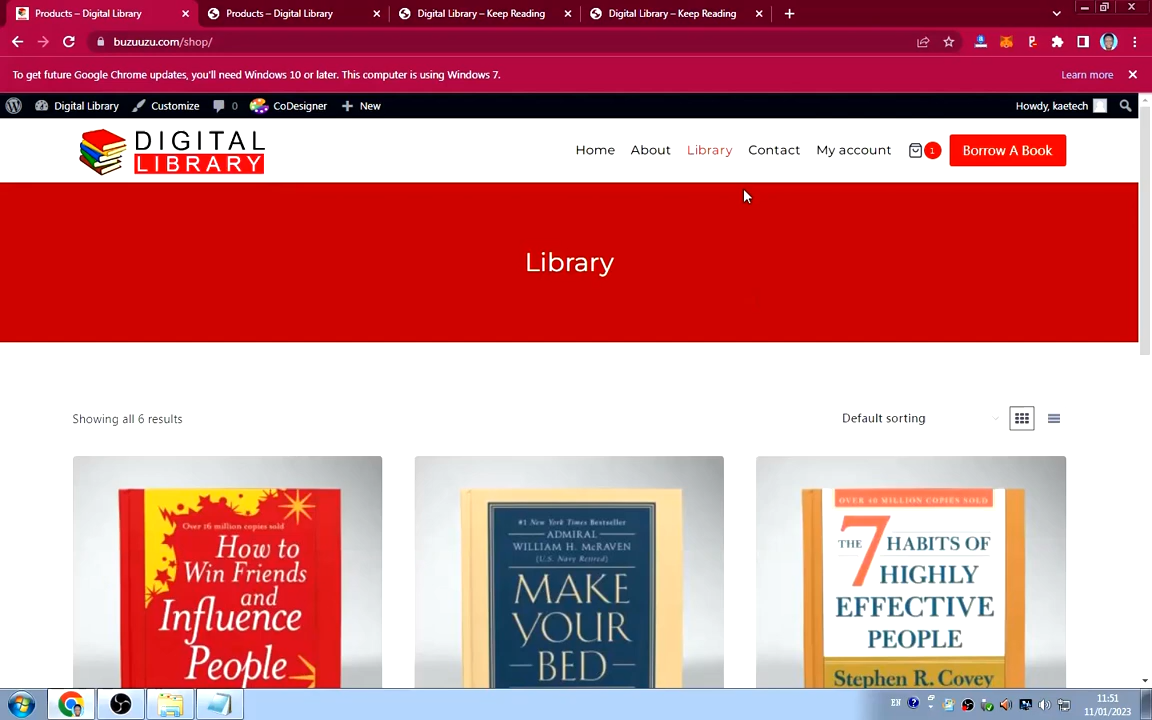 Products – Digital Library
Products – Digital Library
Digital Library – Keep Reading
Digital Library – Keep Reading
buzuuzu.com/shop/
To get future Google Chrome updates, you'll need Windows 10 or later. This computer is using Windows 7.
Learn more
Digital Library
Customize
0
CoDesigner
New
Howdy, kaetech
DIGITAL
LIBRARY
Home
About
Library
Contact
My account
1
Borrow A Book
Library
Showing all 6 results
Default sorting
Over 16 million copies sold
How to
Win Friends
and
Influence
People
#1 New York Times Bestseller
ADMIRAL
WILLIAM H. McRAVEN
(U.S. Navy Retired)
MAKE
YOUR
BED
OVER 40 MILLION COPIES SOLD
THE 7 HABITS OF
HIGHLY
EFFECTIVE
PEOPLE
Stephen R. Covey
EN
11:51
11/01/2023